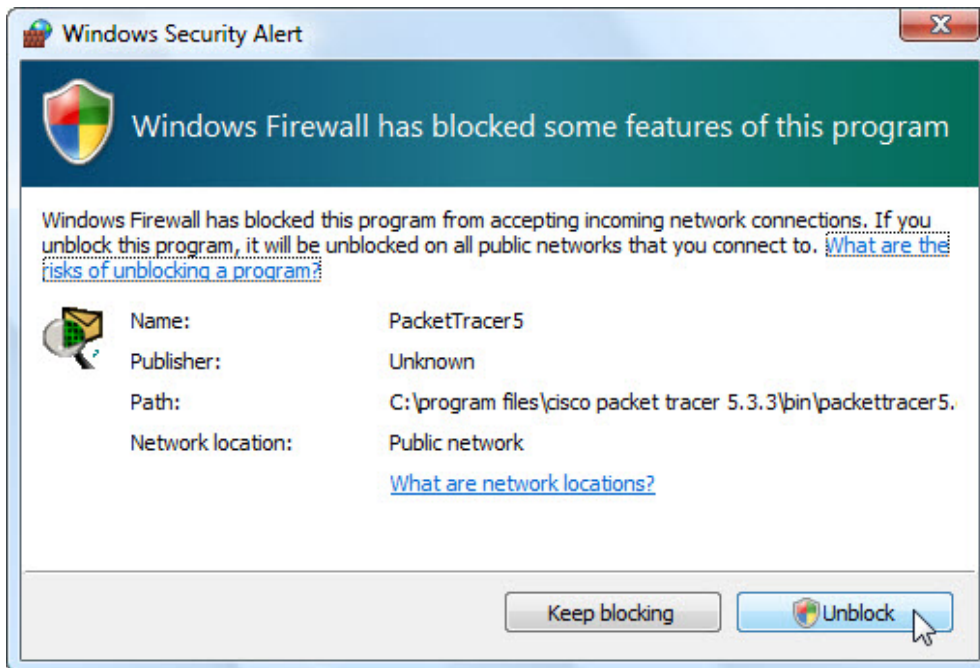 Windows Security Alert
Windows Firewall has blocked some features of this program
Windows Firewall has blocked this program from accepting incoming network connections. If you
unblock this program, it will be unblocked on all public networks that you connect to. What are the
risks of unblocking a program?
Name: PacketTracer5
Publisher: Unknown
Path: C:\program files\cisco packet tracer 5.3.3\bin\packettracer5.
Network location: Public network
What are network locations?
Keep blocking Unblock